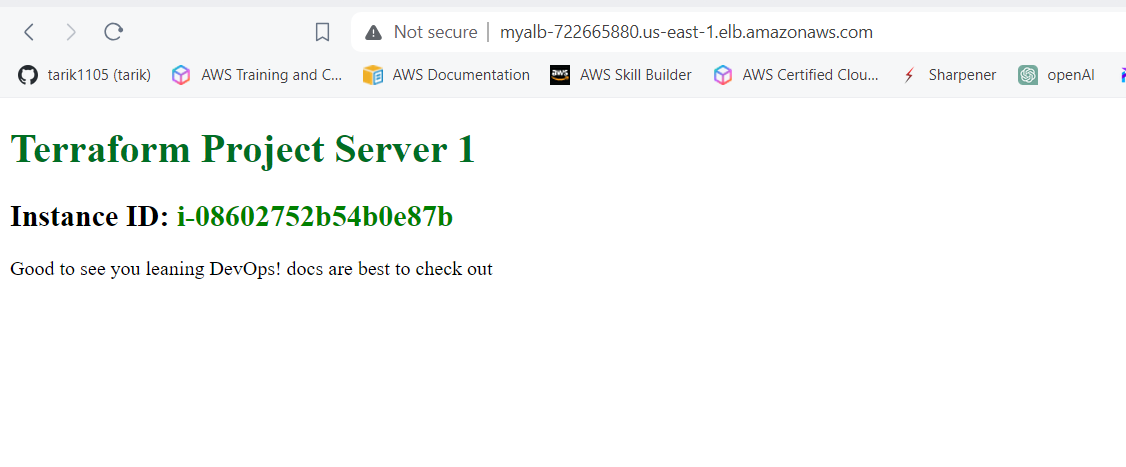 Not secure | myalb-722665880.us-east-1.elb.amazonaws.com
tarik1105 (tarik) AWS Training and C... AWS Documentation aws AWS Skill Builder AWS Certified Clou... Sharpener openAI
Terraform Project Server 1
Instance ID: i-08602752b54b0e87b
Good to see you leaning DevOps! docs are best to check out